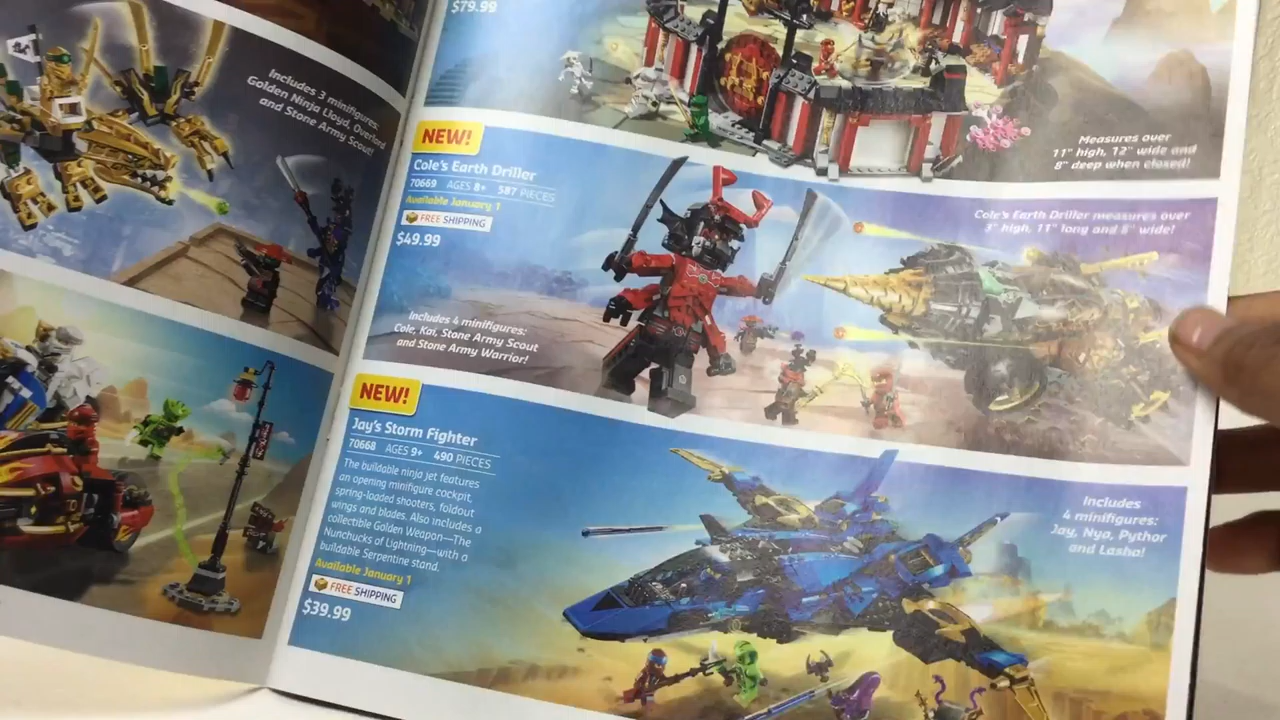 Includes 3 minifigures:
Golden Ninja Lloyd, Overlord
and Stone Army Scout!
$79.99
Measures over
11" high, 12" wide and
8" deep when closed!
NEW!
Cole's Earth Driller
70669 AGES 8+ 587 PIECES
Available January 1
FREE SHIPPING
$49.99
Includes 4 minifigures:
Cole, Kai, Stone Army Scout
and Stone Army Warrior!
Cole's Earth Driller measures over
3" high, 11" long and 6" wide!
NEW!
Jay's Storm Fighter
70668 AGES 9+ 490 PIECES
The buildable ninja jet features
an opening minifigure cockpit,
spring-loaded shooters, foldout
wings and blades. Also includes a
collectible Golden Weapon—The
Nunchucks of Lightning—with a
buildable Serpentine stand.
Available January 1
FREE SHIPPING
$39.99
Includes
4 minifigures:
Jay, Nya, Pythor
and Lasha!